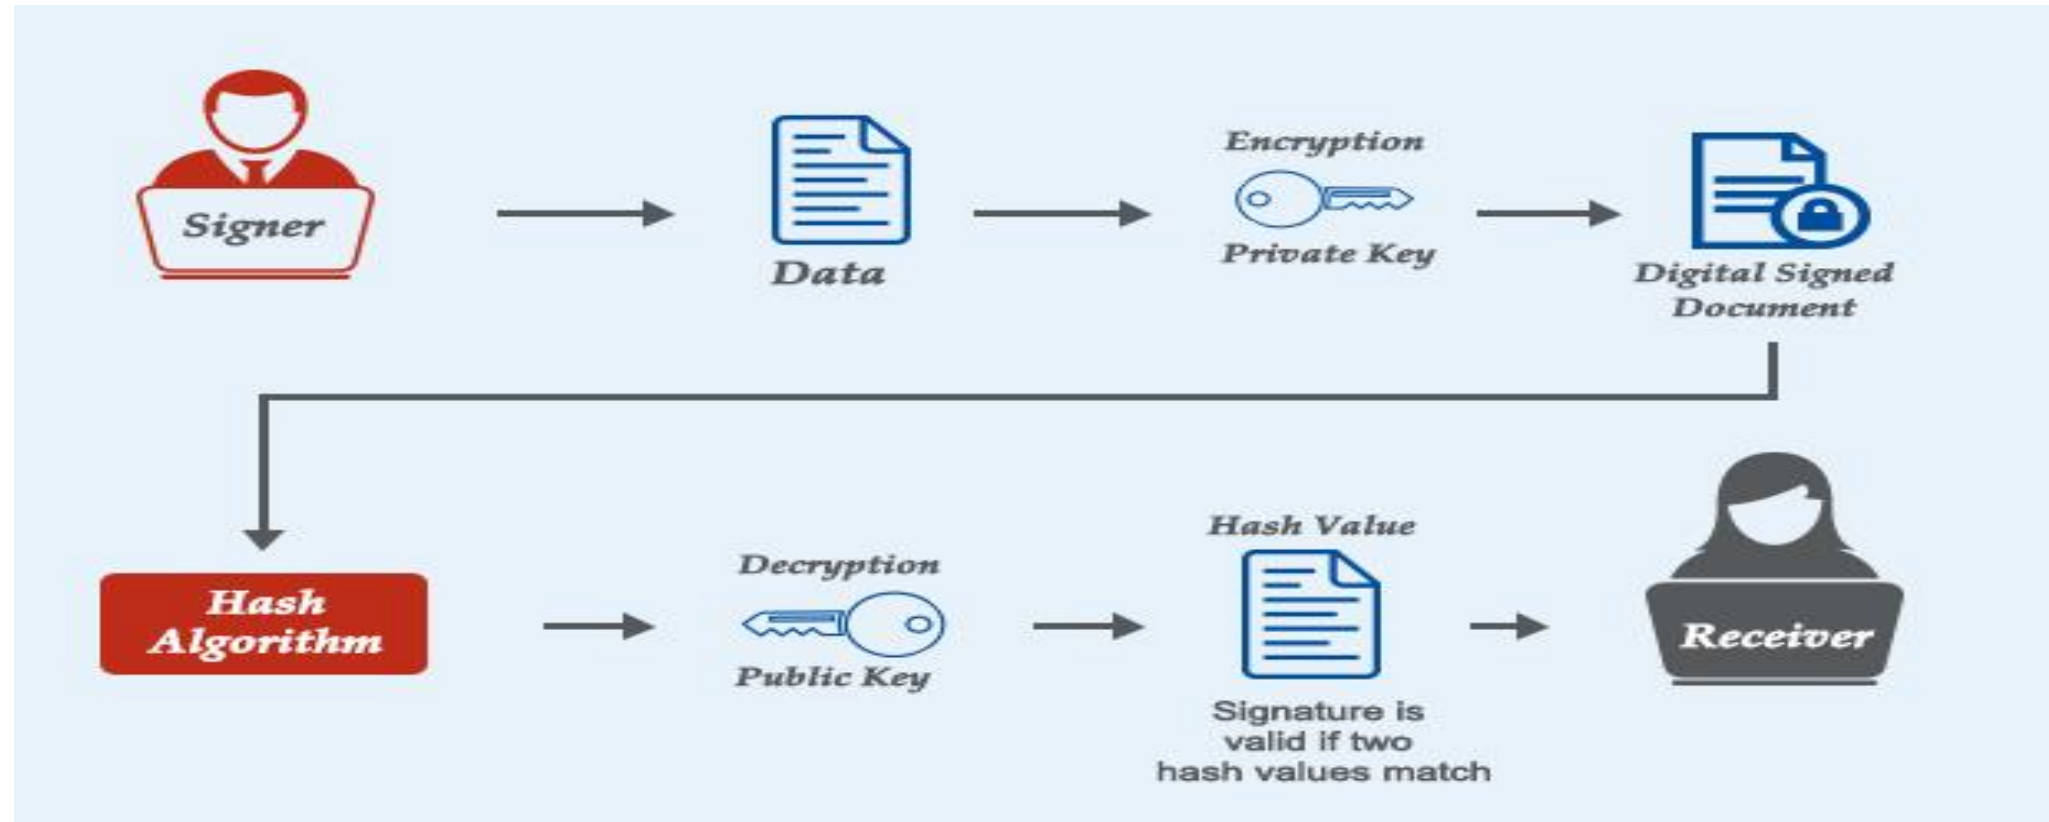 Signer
Data
Encryption
Private Key
Digital Signed
Document
Hash
Algorithm
Decryption
Public Key
Hash Value
Signature is
valid if two
hash values match
Receiver